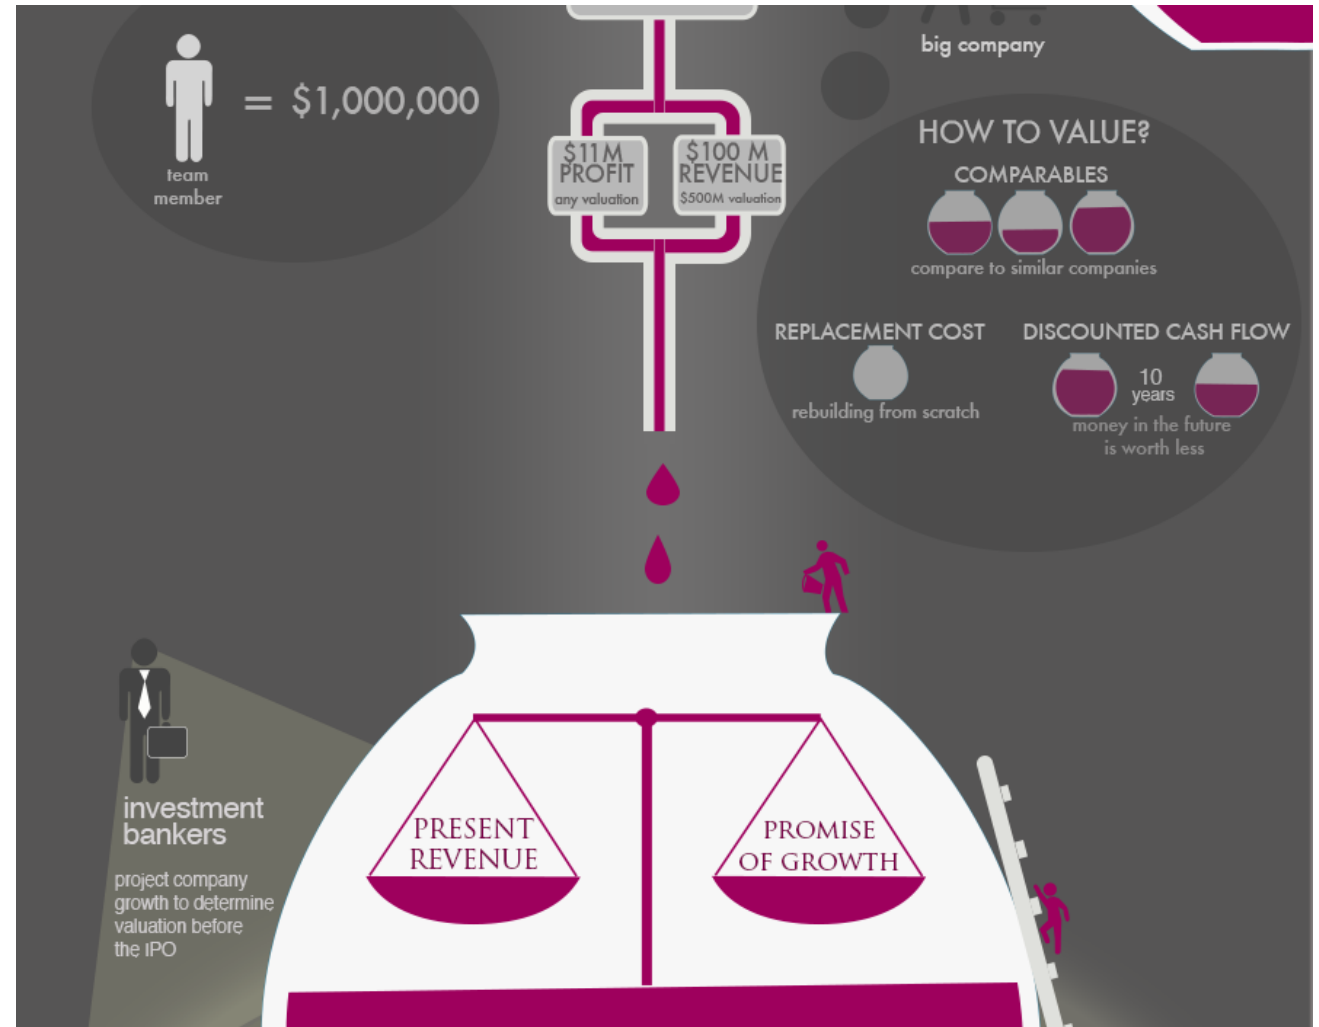 big company
= $1,000,000
team
member
$11M
PROFIT
any valuation
$100 M
REVENUE
$500M valuation
HOW TO VALUE?
COMPARABLES
compare to similar companies
REPLACEMENT COST
rebuilding from scratch
DISCOUNTED CASH FLOW
10
years
money in the future
is worth less
investment
bankers
project company
growth to determine
valuation before
the IPO
PRESENT
REVENUE
PROMISE
OF GROWTH